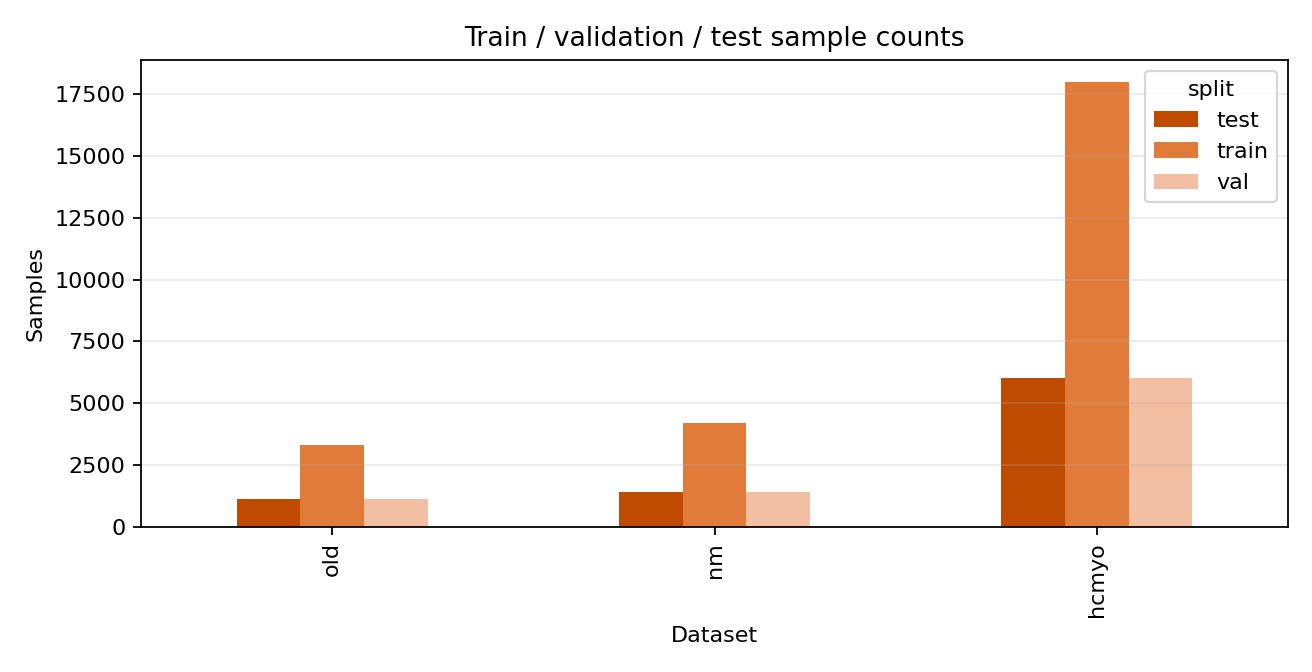 Train / validation / test sample counts
split
test
train
val
17500
15000
12500
10000
7500
5000
2500
0
Samples
old
nm
hcmyo
Dataset